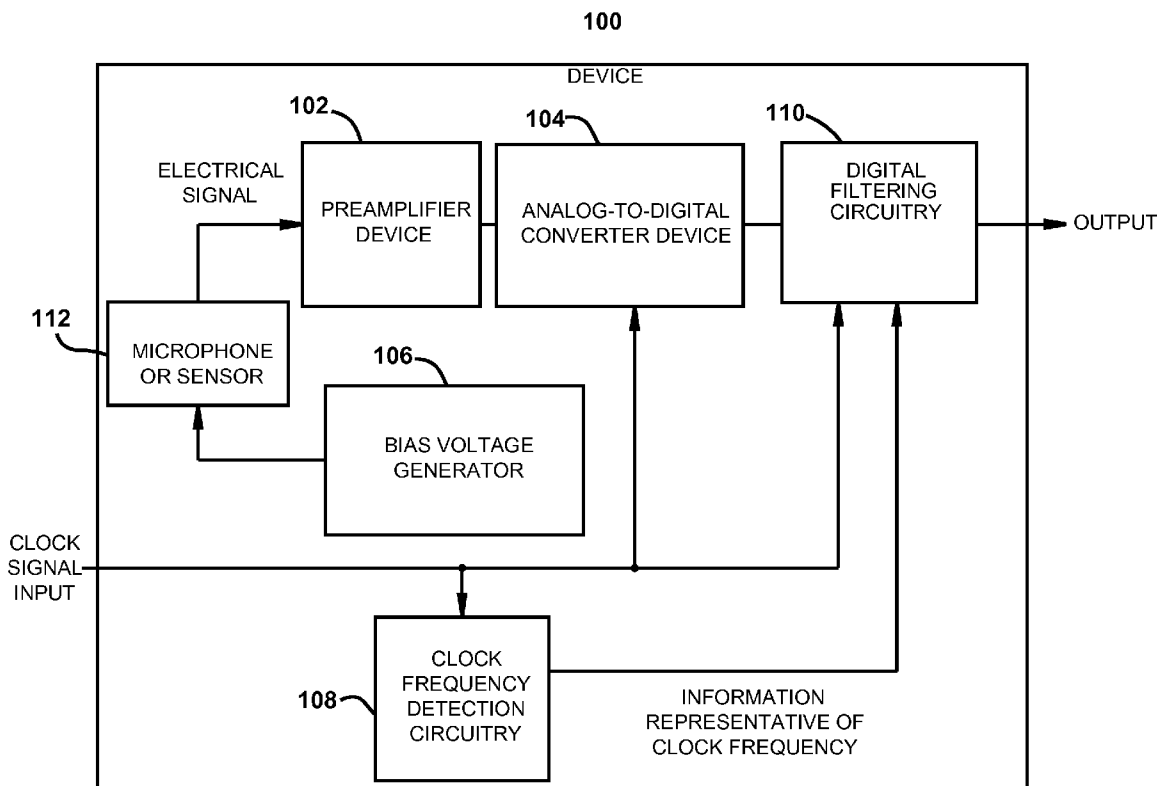 100
DEVICE
102
104
110
ELECTRICAL
SIGNAL
PREAMPLIFIER
DEVICE
ANALOG-TO-DIGITAL
CONVERTER DEVICE
DIGITAL
FILTERING
CIRCUITRY
OUTPUT
112
MICROPHONE
OR SENSOR
106
BIAS VOLTAGE
GENERATOR
CLOCK
SIGNAL
INPUT
108
CLOCK
FREQUENCY
DETECTION
CIRCUITRY
INFORMATION
REPRESENTATIVE OF
CLOCK FREQUENCY